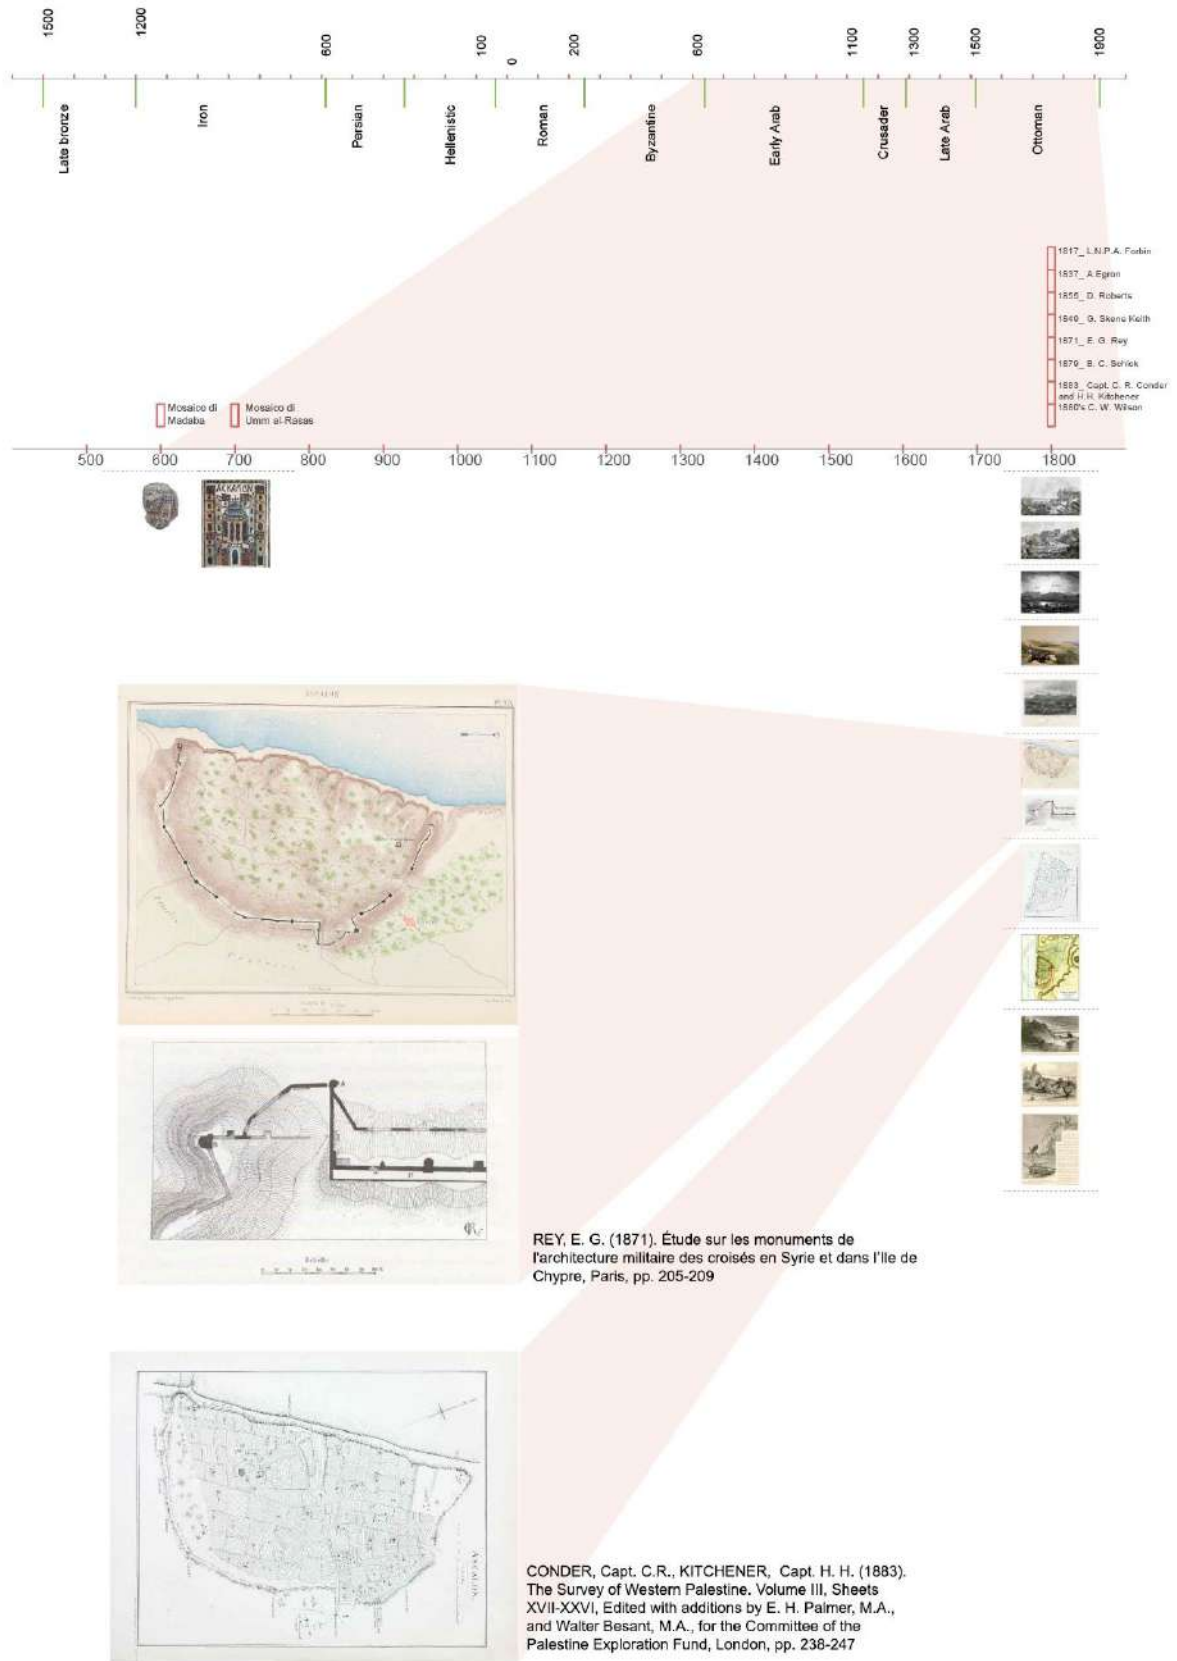 1500
1200
600
100
0
200
600
1100
1300
1500
1900
Late bronze
Iron
Persian
Hellenistic
Roman
Byzantine
Early Arab
Crusader
Late Arab
Ottoman
1817_ L.N.P.A. Forbin
1837_ A Egron
1855_ D. Roberts
1849_ G. Skene Keith
1871_ E. G. Rey
1879_ B. C. Schick
1883_ Capt. C. R. Conder
and H.H. Kitchener
1880's C. W. Wilson
Mosaico di
Madaba
Mosaico di
Umm al-Rasas
500
600
700
800
900
1000
1100
1200
1300
1400
1500
1600
1700
1800
REY, E. G. (1871). Étude sur les monuments de
l'architecture militaire des croisés en Syrie et dans l'Ile de
Chypre, Paris, pp. 205-209
CONDER, Capt. C.R., KITCHENER, Capt. H. H. (1883).
The Survey of Western Palestine. Volume III, Sheets
XVII-XXVI, Edited with additions by E. H. Palmer, M.A.,
and Walter Besant, M.A., for the Committee of the
Palestine Exploration Fund, London, pp. 238-247